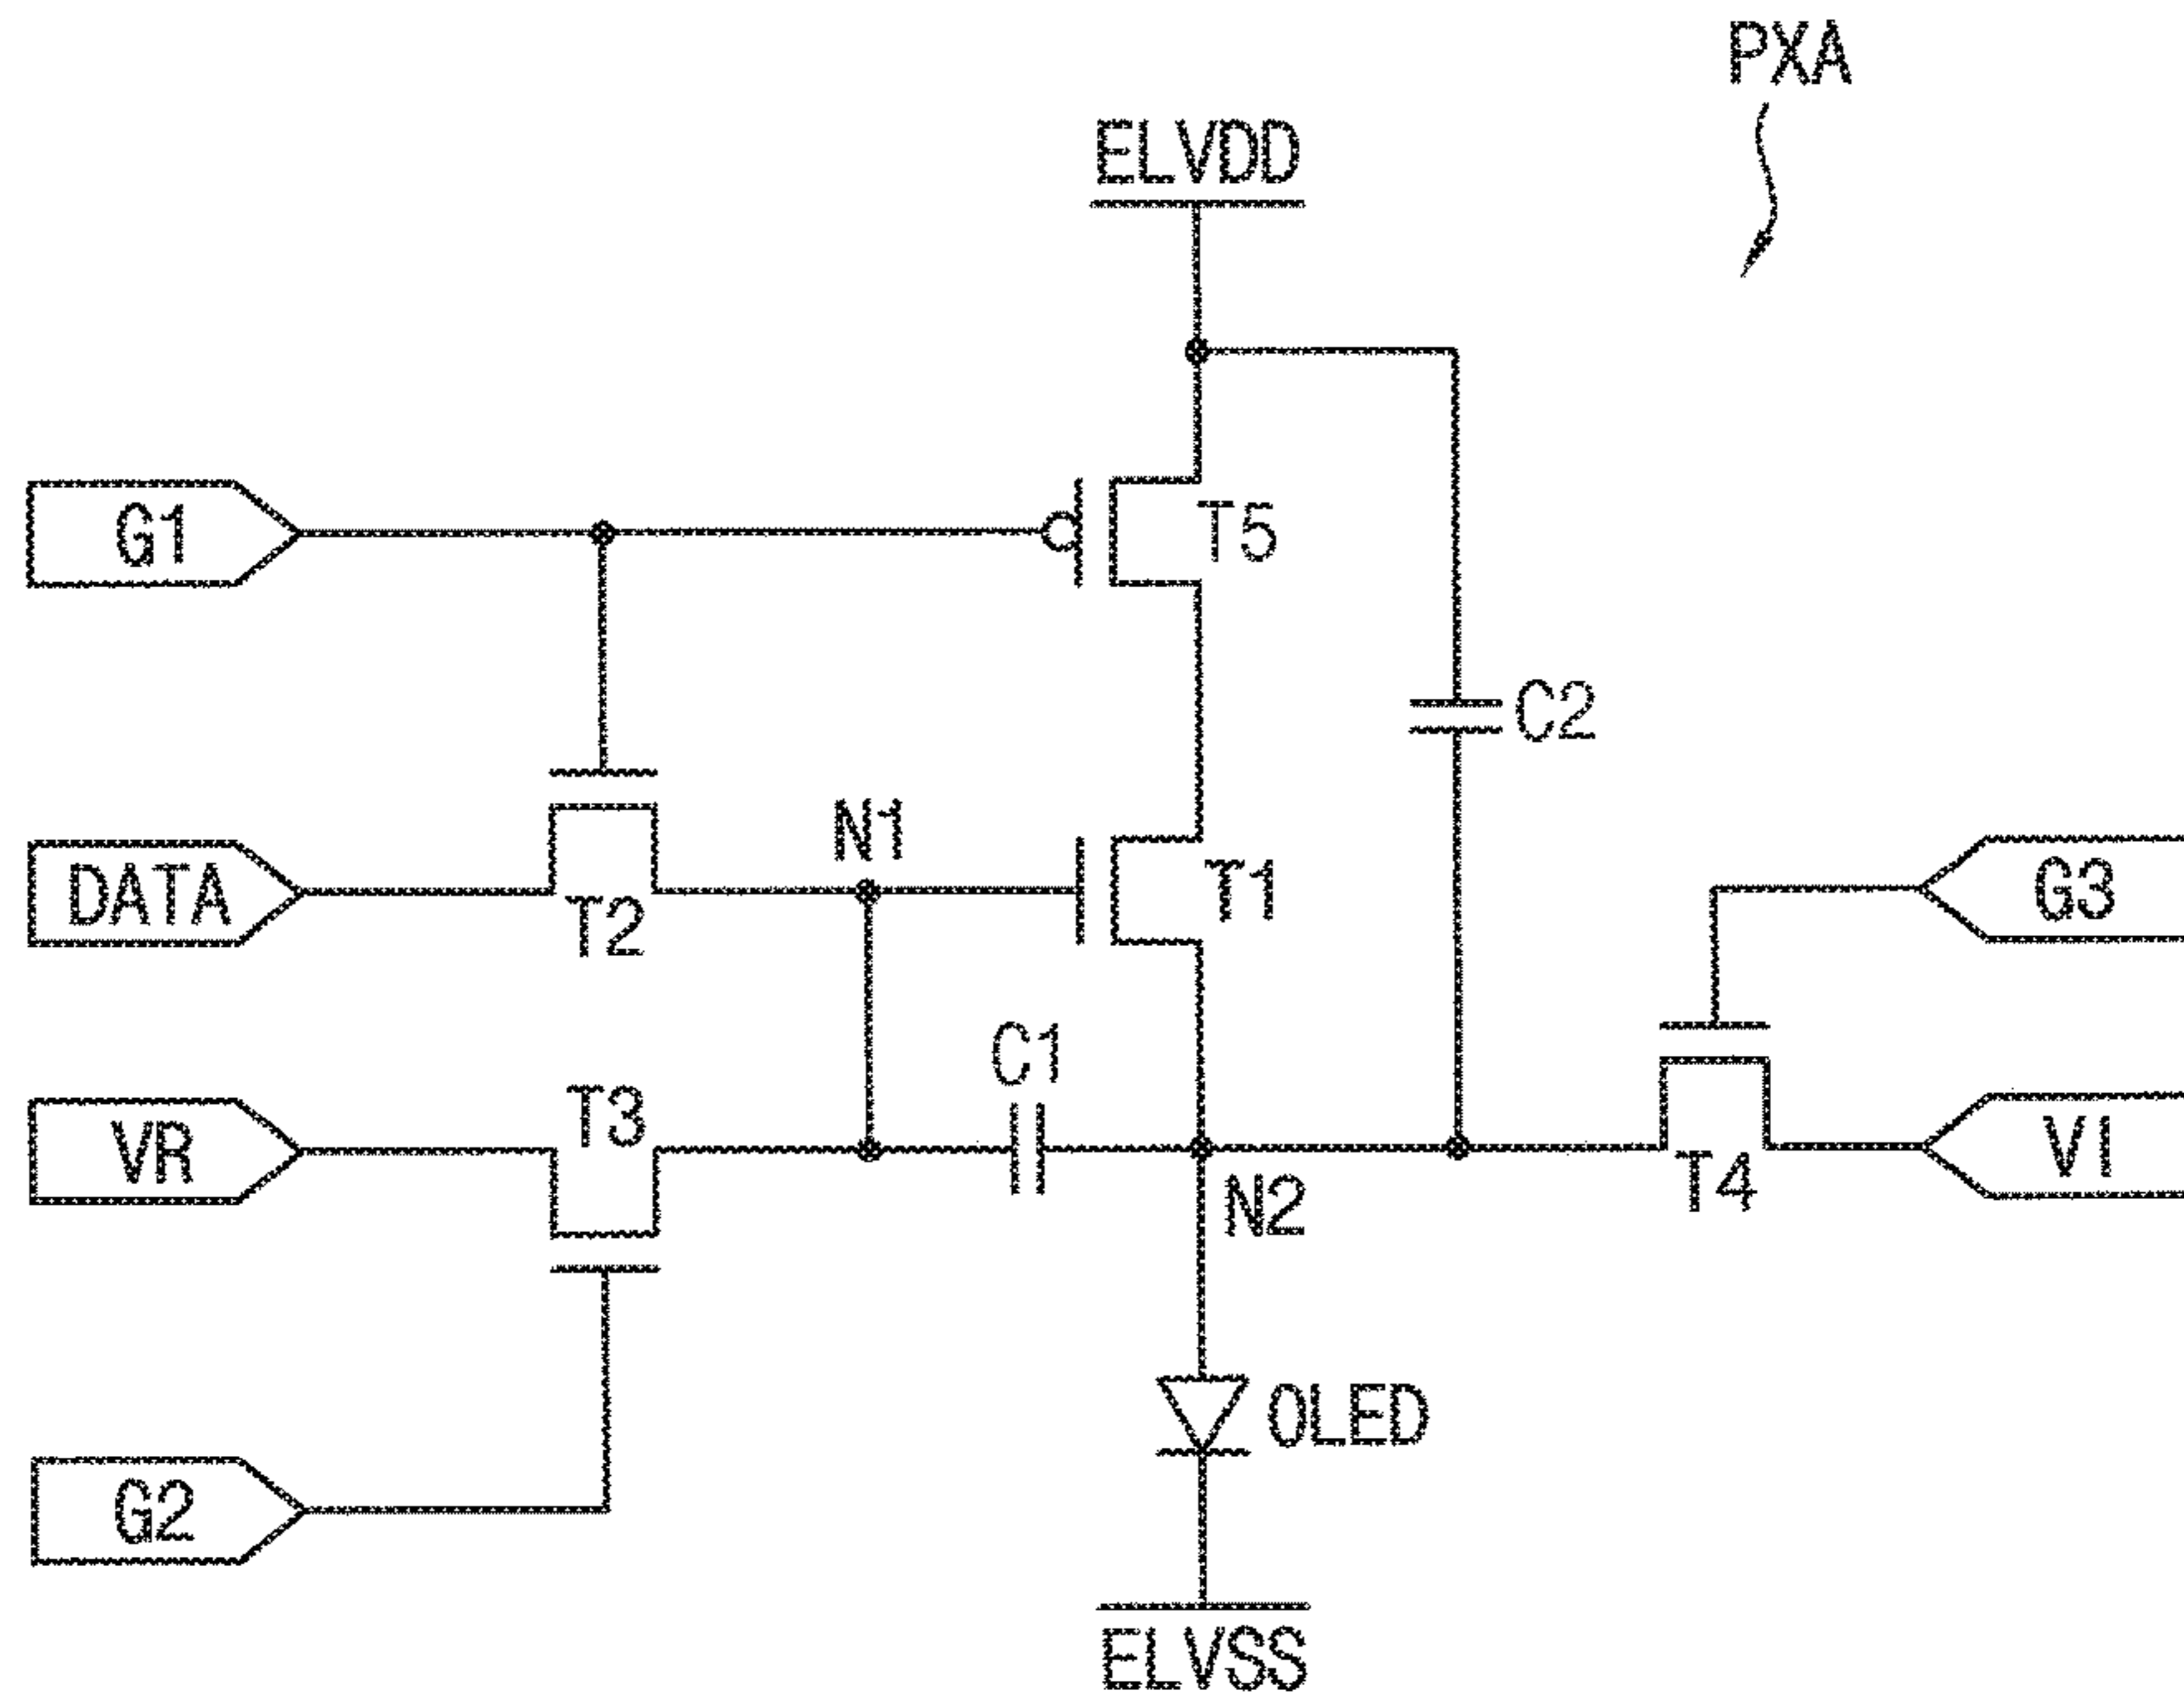 PXA
ELVDD
G1
T5
C2
N1
DATA
T2
T1
G3
C1
VR
T3
N2
T4
VI
OLED
G2
ELVSS